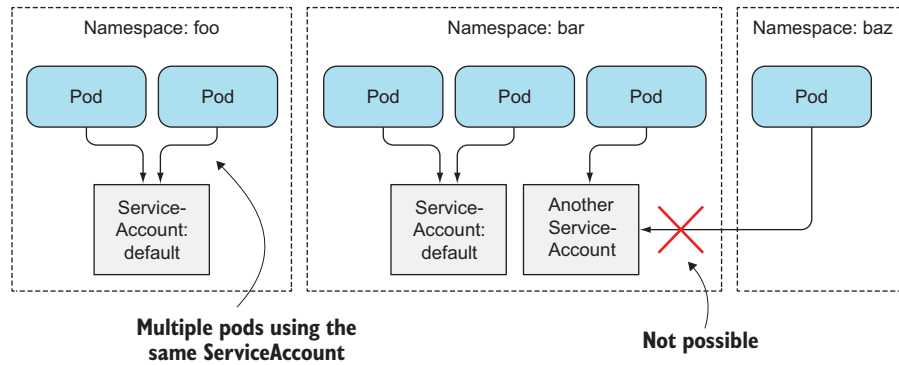 Namespace: foo
Namespace: bar
Namespace: baz
Pod
Pod
Pod
Pod
Pod
Pod
Service-
Account:
default
Service-
Account:
default
Another
Service-
Account
Multiple pods using the
same ServiceAccount
Not possible